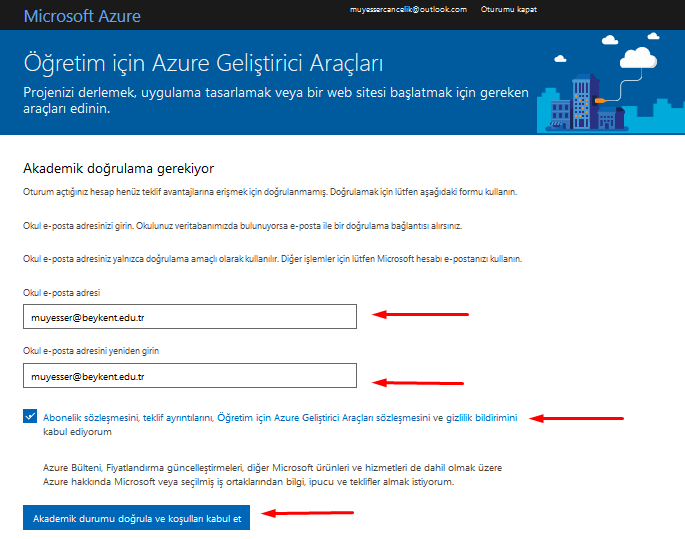 Microsoft Azure
muyessercancelik@outlook.com Oturumu kapat
Öğretim için Azure Geliştirici Araçları
Projenizi derlemek, uygulama tasarlamak veya bir web sitesi başlatmak için gereken
araçları edinin.
Akademik doğrulama gerekiyor
Oturum açtığınız hesap henüz teklif avantajlarına erişmek için doğrulanmamış. Doğrulamak için lütfen aşağıdaki formu kullanın.
Okul e-posta adresinizi girin. Okulunuz veritabanımızda bulunuyorsa e-posta ile bir doğrulama bağlantısı alırsınız.
Okul e-posta adresiniz yalnızca doğrulama amaçlı olarak kullanılır. Diğer işlemler için lütfen Microsoft hesabı e-postanızı kullanın.
Okul e-posta adresi
muyesser@beykent.edu.tr
Okul e-posta adresini yeniden girin
muyesser@beykent.edu.tr
Abonelik sözleşmesini, teklif ayrıntılarını, Öğretim için Azure Geliştirici Araçları sözleşmesini ve gizlilik bildirimini
kabul ediyorum
Azure Bülteni, Fiyatlandırma güncelleştirmeleri, diğer Microsoft ürünleri ve hizmetleri de dahil olmak üzere
Azure hakkında Microsoft veya seçilmiş iş ortaklarından bilgi, ipucu ve teklifler almak istiyorum.
Akademik durumu doğrula ve koşulları kabul et